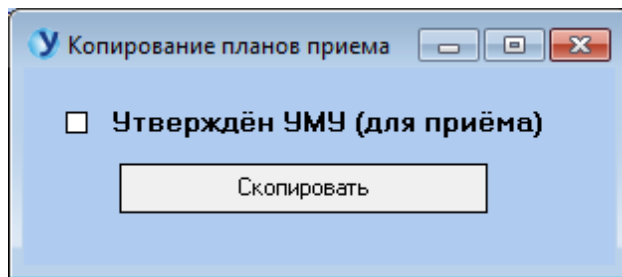 Копирование планов приема
Утверждён УМУ (для приёма)
Скопировать